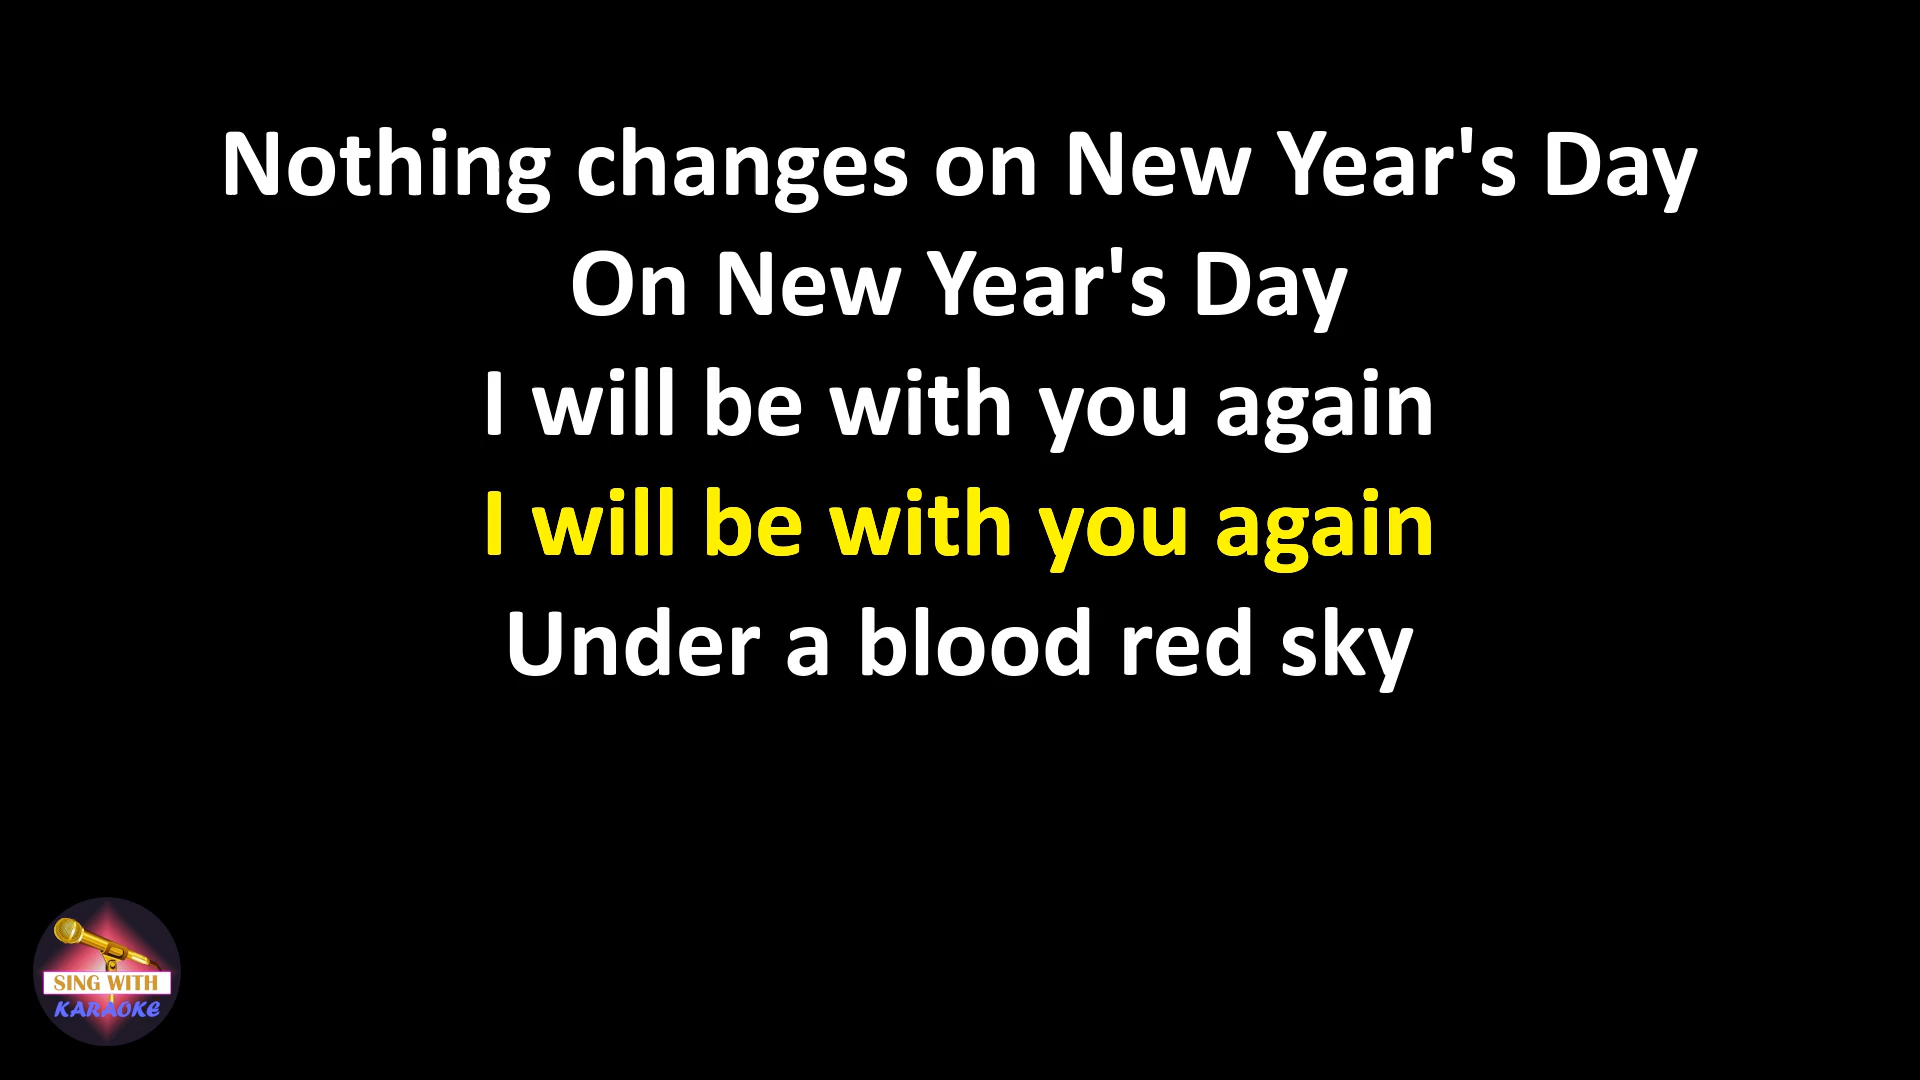 Nothing changes on New Year's Day
On New Year's Day
I will be with you again
I will be with you again
Under a blood red sky
SING WITH
KARAOKE